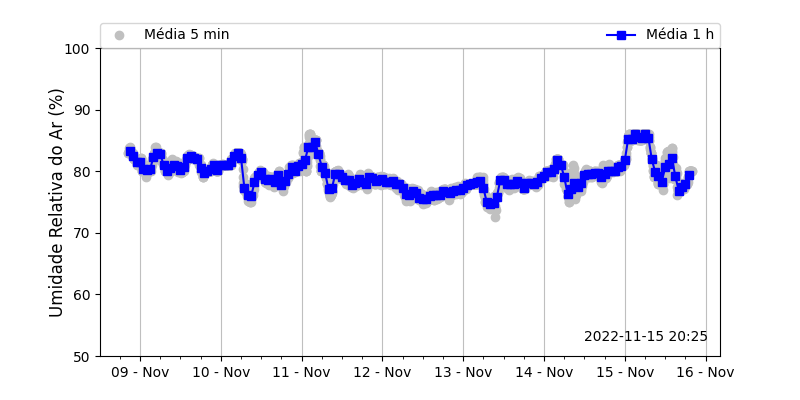 Média 5 min
Média 1 h
Umidade Relativa do Ar (%)
100
90
80
70
60
50
2022-11-15 20:25
09 - Nov
10 - Nov
11 - Nov
12 - Nov
13 - Nov
14 - Nov
15 - Nov
16 - Nov